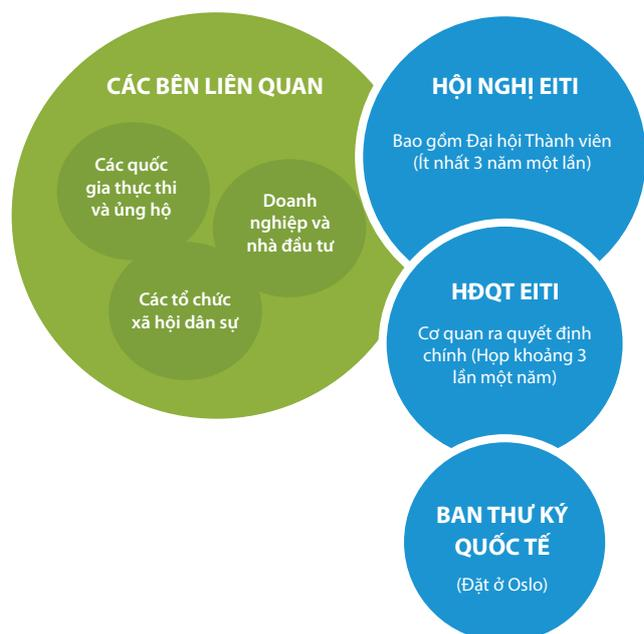 CÁC BÊN LIÊN QUAN
Các quốc
gia thực thi
và ủng hộ
Doanh
nghiệp và
nhà đầu tư
Các tổ chức
xã hội dân sự
HỘI NGHỊ EITI
Bao gồm Đại hội Thành viên
(Ít nhất 3 năm một lần)
HĐQT EITI
Cơ quan ra quyết định
chính (Họp khoảng 3
lần một năm)
BAN THƯ KÝ
QUỐC TẾ
(Đặt ở Oslo)